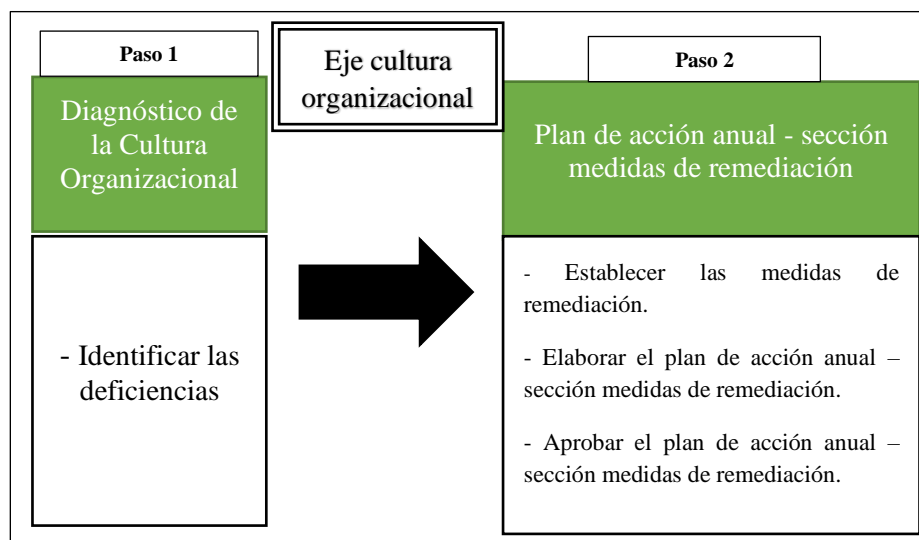 Eje cultura
organizacional
Paso 1
Diagnóstico de
la Cultura
Organizacional
- Identificar las
deficiencias
Paso 2
Plan de acción anual - sección
medidas de remediación
- Establecer las medidas de
remediación.
- Elaborar el plan de acción anual –
sección medidas de remediación.
- Aprobar el plan de acción anual –
sección medidas de remediación.